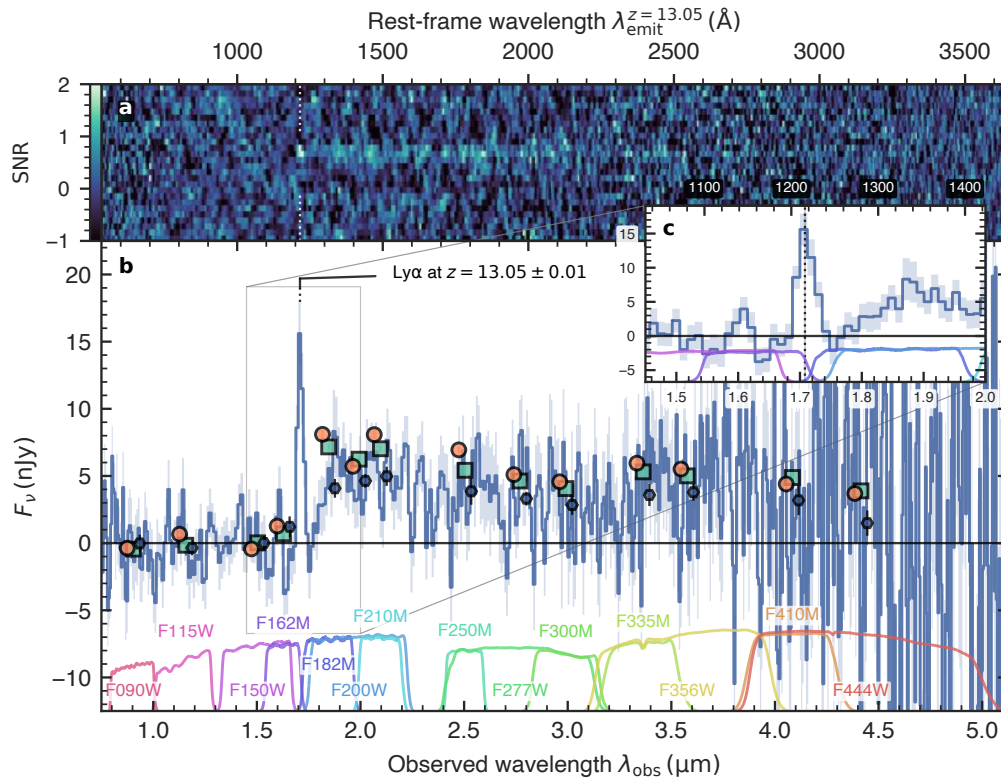 Rest-frame wavelength λ_emit^{z=13.05} (Å)
1000 1500 2000 2500 3000 3500
a
SNR
2
1
0
−1
b
c
1100 1200 1300 1400
15
10
5
0
−5
1.5 1.6 1.7 1.8 1.9 2.0
Lyα at z = 13.05 ± 0.01
F_ν (nJy)
20
15
10
5
0
−5
−10
F115W
F162M
F210M
F250M
F300M
F335M
F410M
F090W
F150W
F182M
F200W
F277W
F356W
F444W
1.0 1.5 2.0 2.5 3.0 3.5 4.0 4.5 5.0
Observed wavelength λ_obs (μm)